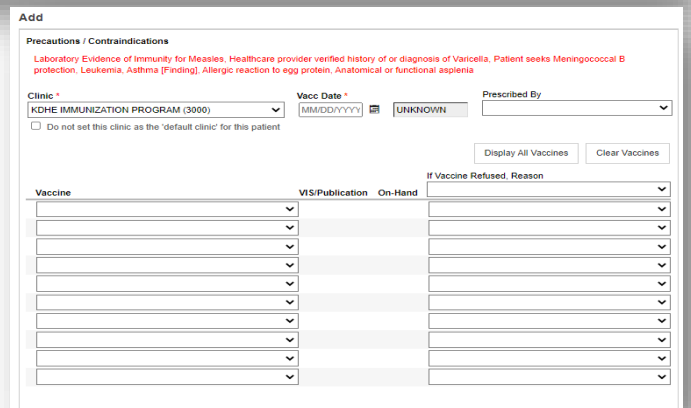 Add
Precautions / Contraindications
Laboratory Evidence of Immunity for Measles, Healthcare provider verified history of or diagnosis of Varicella, Patient seeks Meningococcal B
protection, Leukemia, Asthma [Finding], Allergic reaction to egg protein, Anatomical or functional asplenia
Clinic * Vacc Date * Prescribed By
KDHE IMMUNIZATION PROGRAM (3000) MM/DD/YYYY UNKNOWN
Do not set this clinic as the 'default clinic' for this patient
Display All Vaccines Clear Vaccines
If Vaccine Refused, Reason
Vaccine VIS/Publication On-Hand